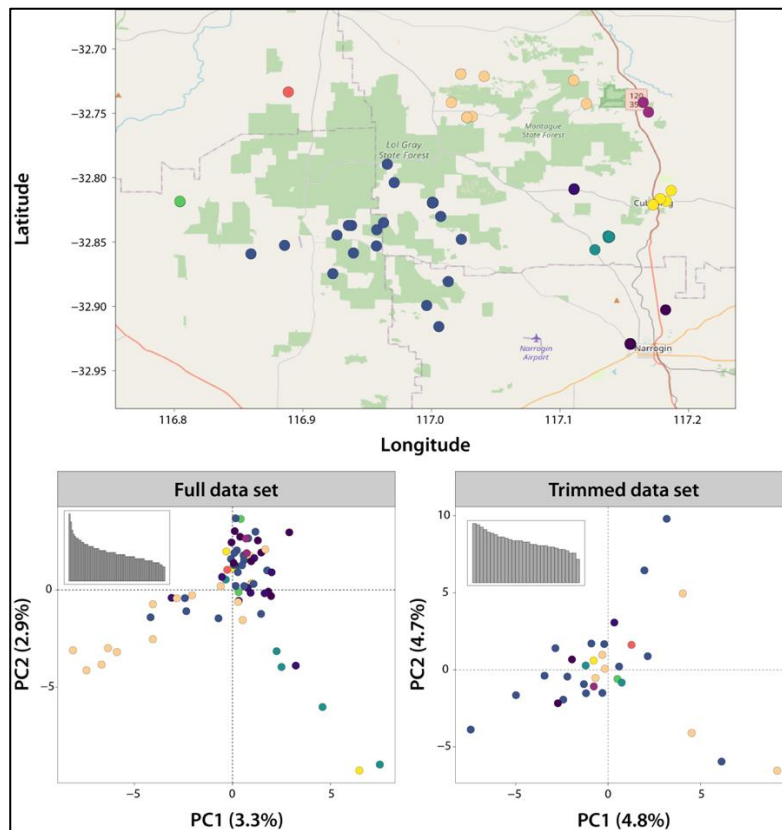 −32.70
−32.75
−32.80
−32.85
−32.90
−32.95
Latitude
Lol Gray
State Forest
Montague
State Forest
120
Narrogin
Airport
Narrogin
116.8
116.9
117.0
117.1
117.2
Longitude
Full data set
0
−5
PC2 (2.9%)
−5
0
5
PC1 (3.3%)
Trimmed data set
10
5
0
−5
PC2 (4.7%)
−5
0
5
PC1 (4.8%)